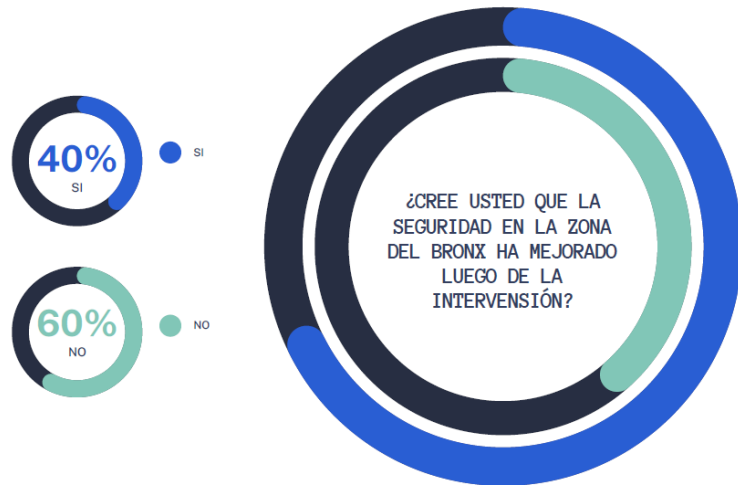 40%
SI
SI
60%
NO
NO
¿CREE USTED QUE LA
SEGURIDAD EN LA ZONA
DEL BRONX HA MEJORADO
LUEGO DE LA
INTERVENSIÓN?